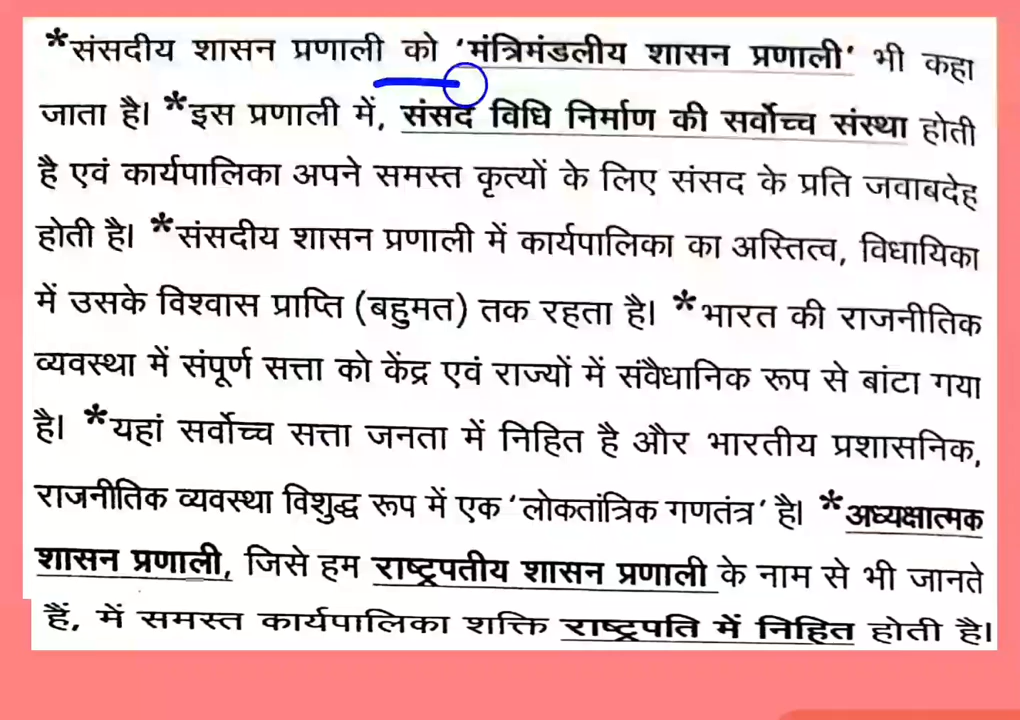 *संसदीय शासन प्रणाली को 'मंत्रिमंडलीय शासन प्रणाली' भी कहा
जाता है। *इस प्रणाली में, संसद विधि निर्माण की सर्वोच्च संस्था होती
है एवं कार्यपालिका अपने समस्त कृत्यों के लिए संसद के प्रति जवाबदेह
होती है। *संसदीय शासन प्रणाली में कार्यपालिका का अस्तित्व, विधायिका
में उसके विश्वास प्राप्ति (बहुमत) तक रहता है। *भारत की राजनीतिक
व्यवस्था में संपूर्ण सत्ता को केंद्र एवं राज्यों में संवैधानिक रूप से बांटा गया
है। *यहां सर्वोच्च सत्ता जनता में निहित है और भारतीय प्रशासनिक,
राजनीतिक व्यवस्था विशुद्ध रूप में एक 'लोकतांत्रिक गणतंत्र' है। *अध्यक्षात्मक
शासन प्रणाली, जिसे हम राष्ट्रपतीय शासन प्रणाली के नाम से भी जानते
हैं, में समस्त कार्यपालिका शक्ति राष्ट्रपति में निहित होती है।